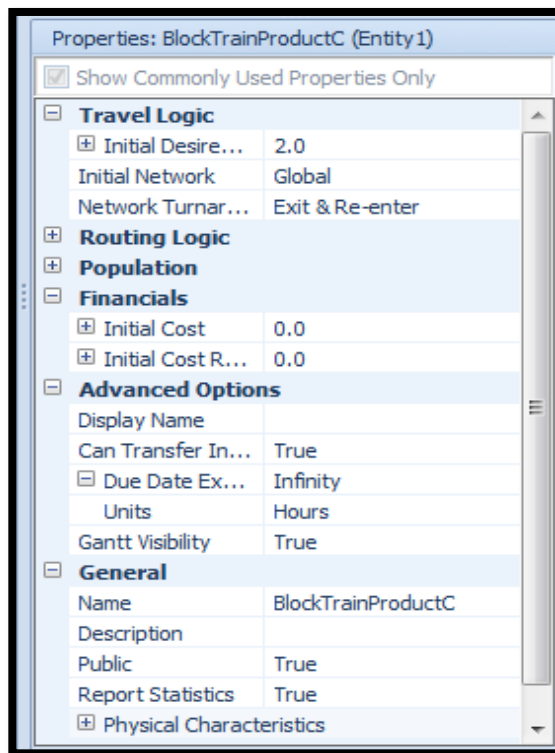 Properties: BlockTrainProductC (Entity1)
Show Commonly Used Properties Only
Travel Logic
Initial Desire... 2.0
Initial Network Global
Network Turnar... Exit & Re-enter
Routing Logic
Population
Financials
Initial Cost 0.0
Initial Cost R... 0.0
Advanced Options
Display Name
Can Transfer In... True
Due Date Ex... Infinity
Units Hours
Gantt Visibility True
General
Name BlockTrainProductC
Description
Public True
Report Statistics True
Physical Characteristics